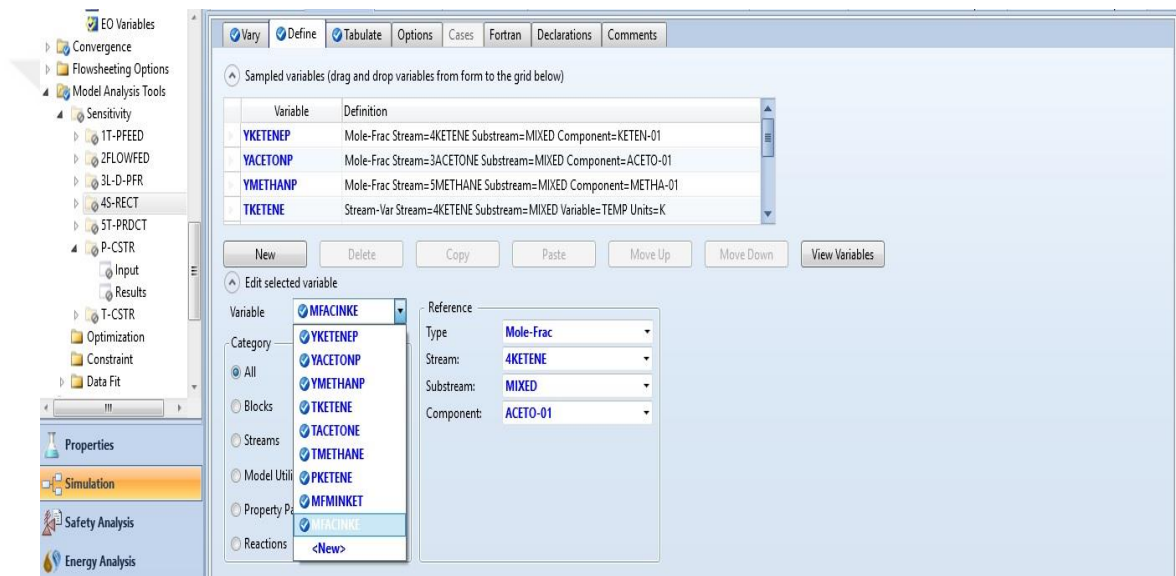 EO Variables
Convergence
Flowsheeting Options
Model Analysis Tools
Sensitivity
1T-PFEED
2FLOWFED
3L-D-PFR
4S-RECT
5T-PRDCT
P-CSTR
Input
Results
T-CSTR
Optimization
Constraint
Data Fit
Properties
Simulation
Safety Analysis
Energy Analysis
Vary Define Tabulate Options Cases Fortran Declarations Comments
Sampled variables (drag and drop variables from form to the grid below)
Variable Definition
YKETENEP Mole-Frac Stream=4KETENE Substream=MIXED Component=KETEN-01
YACETONP Mole-Frac Stream=3ACETONE Substream=MIXED Component=ACETO-01
YMETHANP Mole-Frac Stream=5METHANE Substream=MIXED Component=METHA-01
TKETENE Stream-Var Stream=4KETENE Substream=MIXED Variable=TEMP Units=K
New Delete Copy Paste Move Up Move Down View Variables
Edit selected variable
Variable MFACINKE
Category
All
Blocks
Streams
Model Utili
Property Pa
Reactions
YKETENEP
YACETONP
YMETHANP
TKETENE
TACETONE
TMETHANE
PKETENE
MFMINKET
MFACINKE
<New>
Reference
Type Mole-Frac
Stream: 4KETENE
Substream: MIXED
Component: ACETO-01